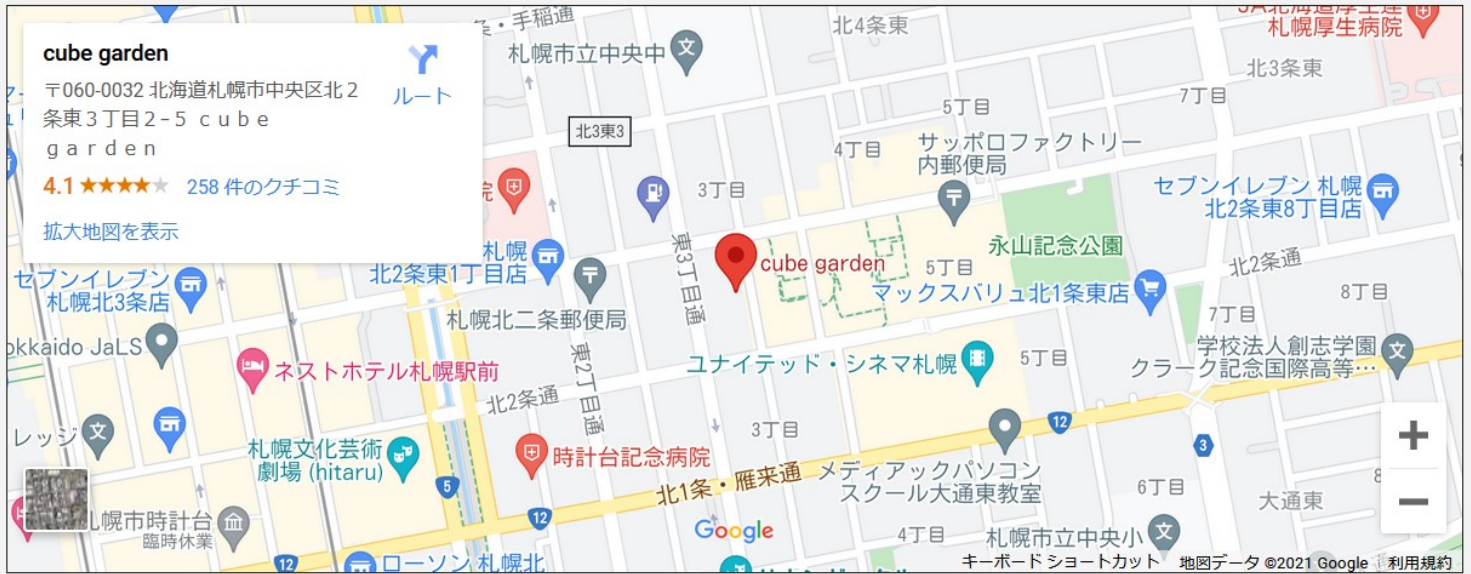 cube garden
〒060-0032 北海道札幌市中央区北2
条東3丁目2−5 ｃｕｂｅ
ｇａｒｄｅｎ
4.1
258 件のクチコミ
拡大地図を表示
ルート
条・手稲通
札幌市立中央中
北4条東
札幌厚生病院
北3条東
7丁目
5丁目
北3東3
4丁目
サッポロファクトリー
内郵便局
3丁目
院
セブンイレブン 札幌
北2条東8丁目店
永山記念公園
東3丁目通
cube garden
5丁目
北2条通
札幌
北2条東1丁目店
セブンイレブン
札幌北3条店
マックスバリュ北1条東店
8丁目
7丁目
札幌北二条郵便局
okkaido JaLS
ユナイテッド・シネマ札幌
5丁目
学校法人創志学園
クラーク記念国際高等…
ネストホテル札幌駅前
東2丁目通
北2条通
12
3丁目
3
レッジ
札幌文化芸術
劇場 (hitaru)
時計台記念病院
メディアックパソコン
スクール大通東教室
北1条・雁来通
5
6丁目
8
大通東
札幌市時計台
臨時休業
12
Google
4丁目
札幌市立中央小
12
ローソン 札幌北
キーボード ショートカット
地図データ ©2021 Google
利用規約